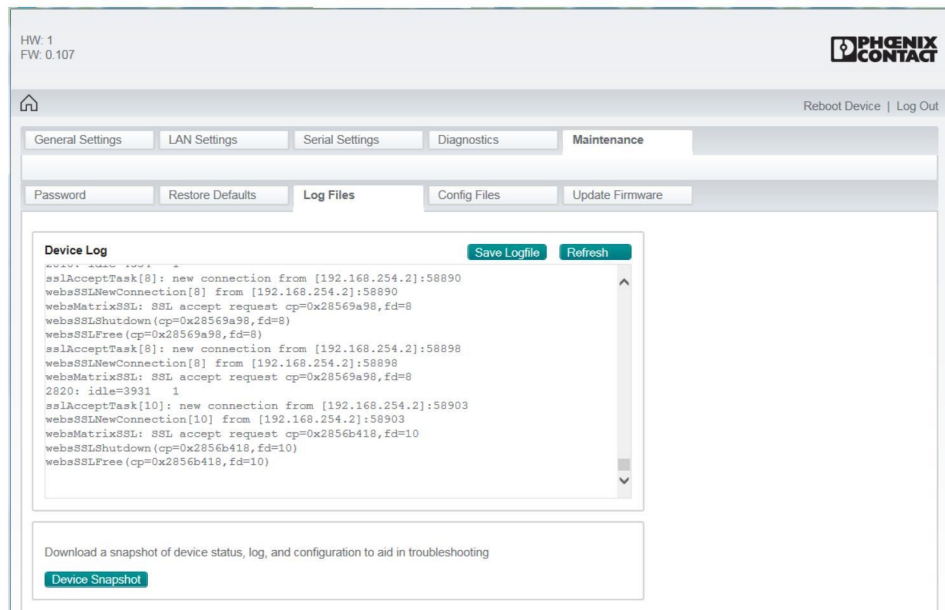 HW: 1
FW: 0.107
PHŒNIX
CONTACT
Reboot Device | Log Out
General Settings LAN Settings Serial Settings Diagnostics Maintenance
Password Restore Defaults Log Files Config Files Update Firmware
Device Log Save Logfile Refresh
sslAcceptTask[8]: new connection from [192.168.254.2]:58890
websSSLNewConnection[8] from [192.168.254.2]:58890
websMatrixSSL: SSL accept request cp=0x28569a98,fd=8
websSSLShutdown(cp=0x28569a98,fd=8)
websSSLFree(cp=0x28569a98,fd=8)
sslAcceptTask[8]: new connection from [192.168.254.2]:58898
websSSLNewConnection[8] from [192.168.254.2]:58898
websMatrixSSL: SSL accept request cp=0x28569a98,fd=8
2820: idle=3931 1
sslAcceptTask[10]: new connection from [192.168.254.2]:58903
websSSLNewConnection[10] from [192.168.254.2]:58903
websMatrixSSL: SSL accept request cp=0x2856b418,fd=10
websSSLShutdown(cp=0x2856b418,fd=10)
websSSLFree(cp=0x2856b418,fd=10)
Download a snapshot of device status, log, and configuration to aid in troubleshooting
Device Snapshot